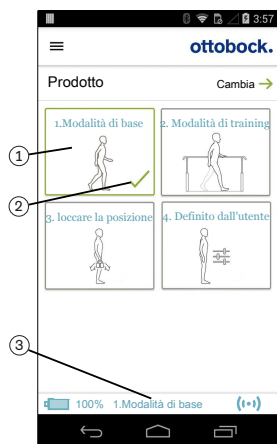 3:57
ottobock.
Prodotto Cambia →
1.Modalità di base 2. Modalità di training
1
2
3. loccare la posizione 4. Definito dall'utente
3
100% 1.Modalità di base